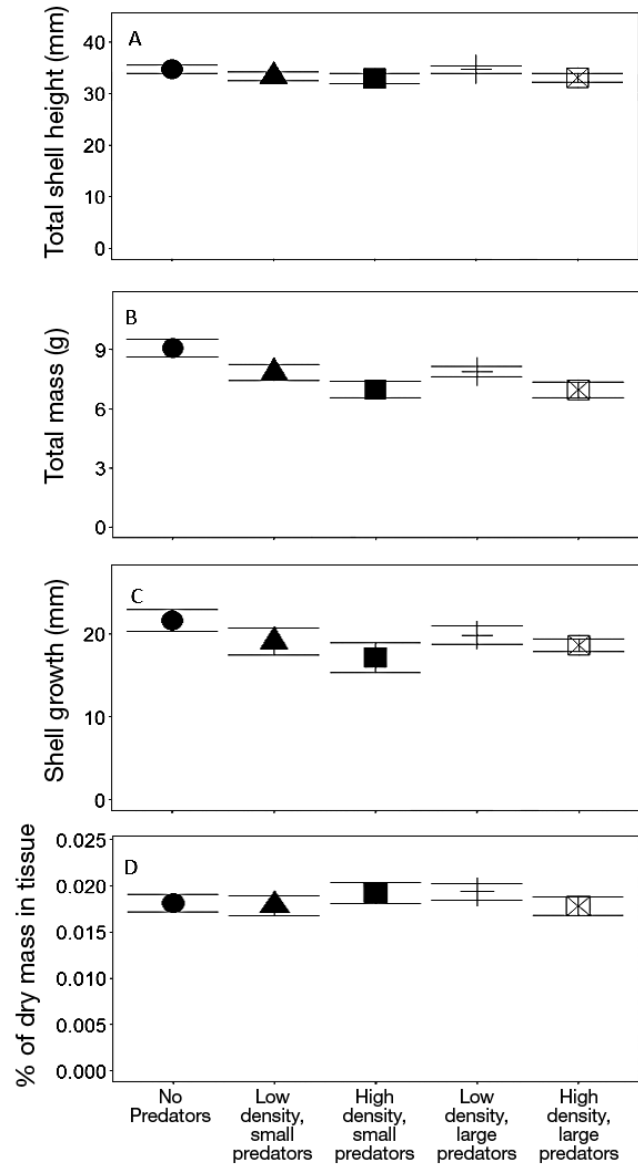 A
Total shell height (mm)
40
30
20
10
0
B
Total mass (g)
9
6
3
0
C
Shell growth (mm)
20
10
0
D
% of dry mass in tissue
0.025
0.020
0.015
0.010
0.005
0.000
No
Predators
Low
density,
small
predators
High
density,
small
predators
Low
density,
large
predators
High
density,
large
predators